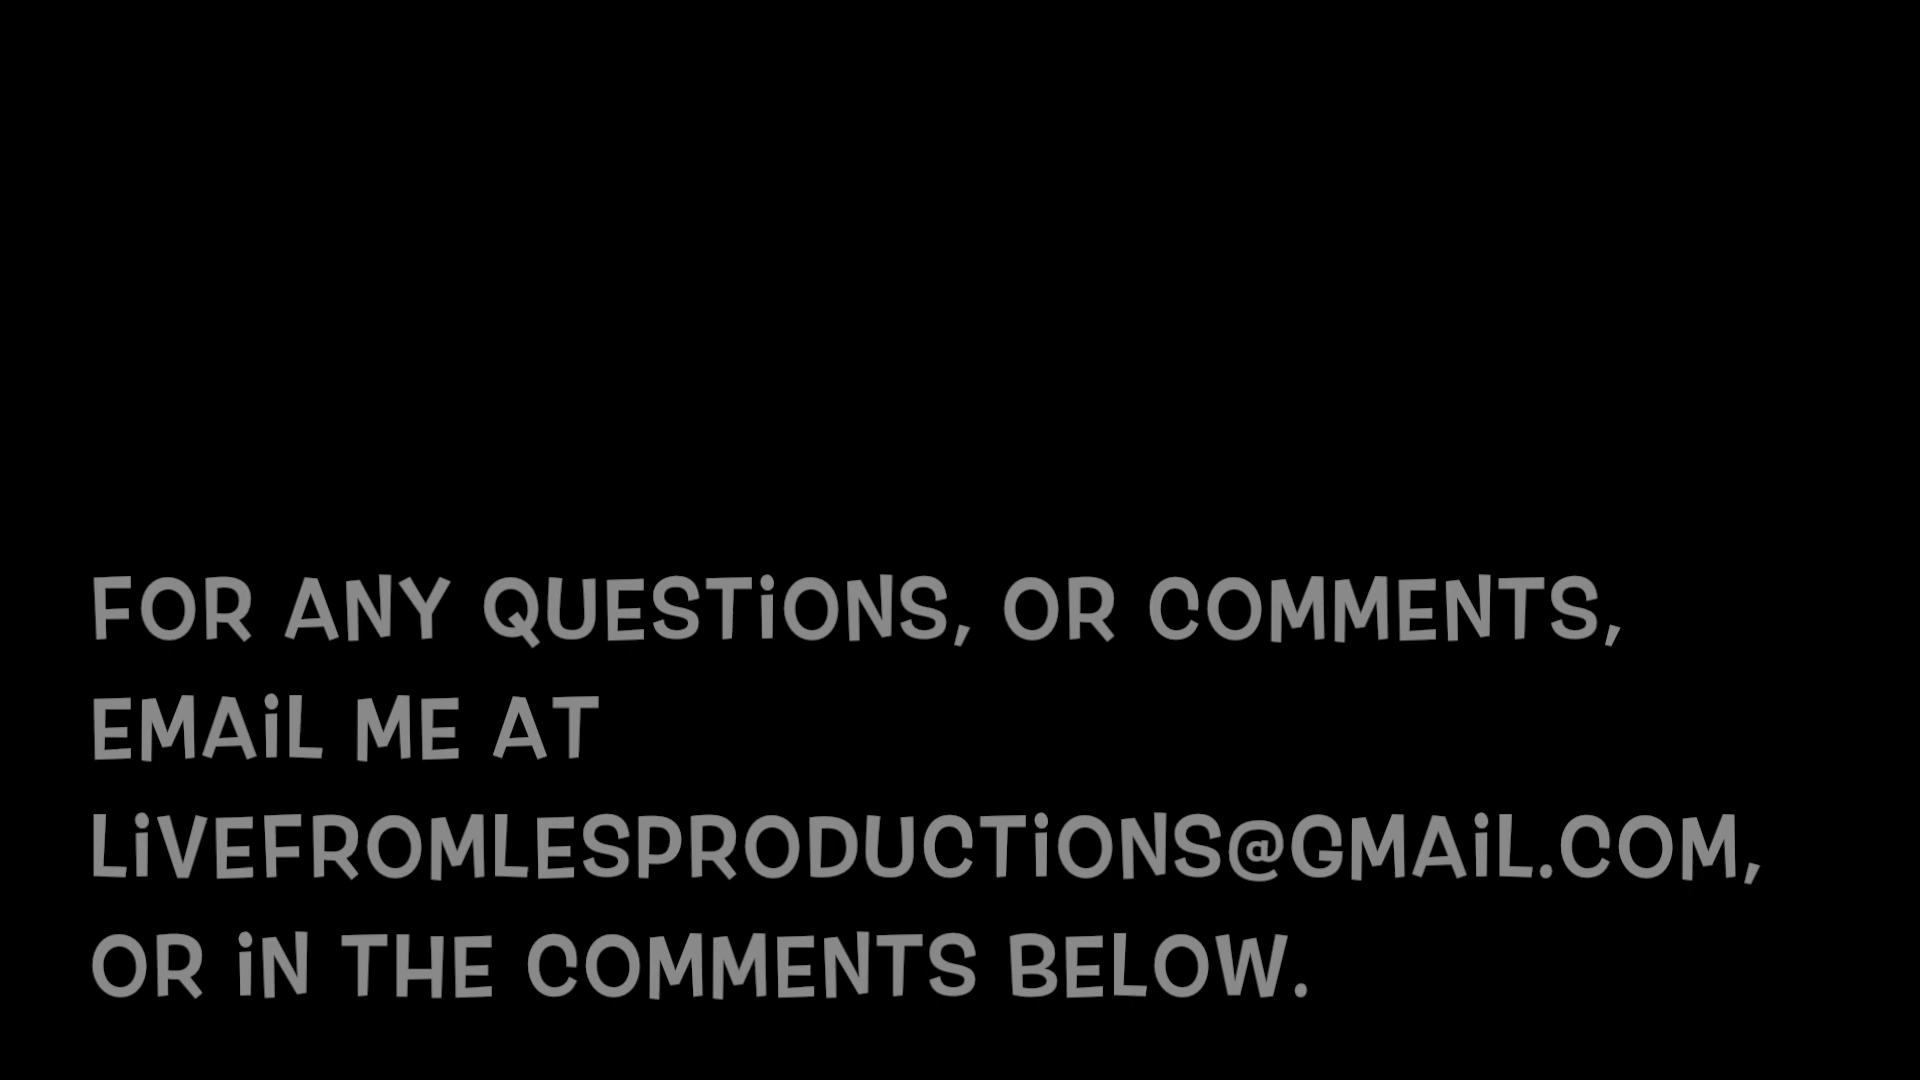 FOR ANY QUESTiONS, OR COMMENTS,
EMAiL ME AT
LiVEFROMLESPRODUCTiONS@GMAiL.COM,
OR iN THE COMMENTS BELOW.